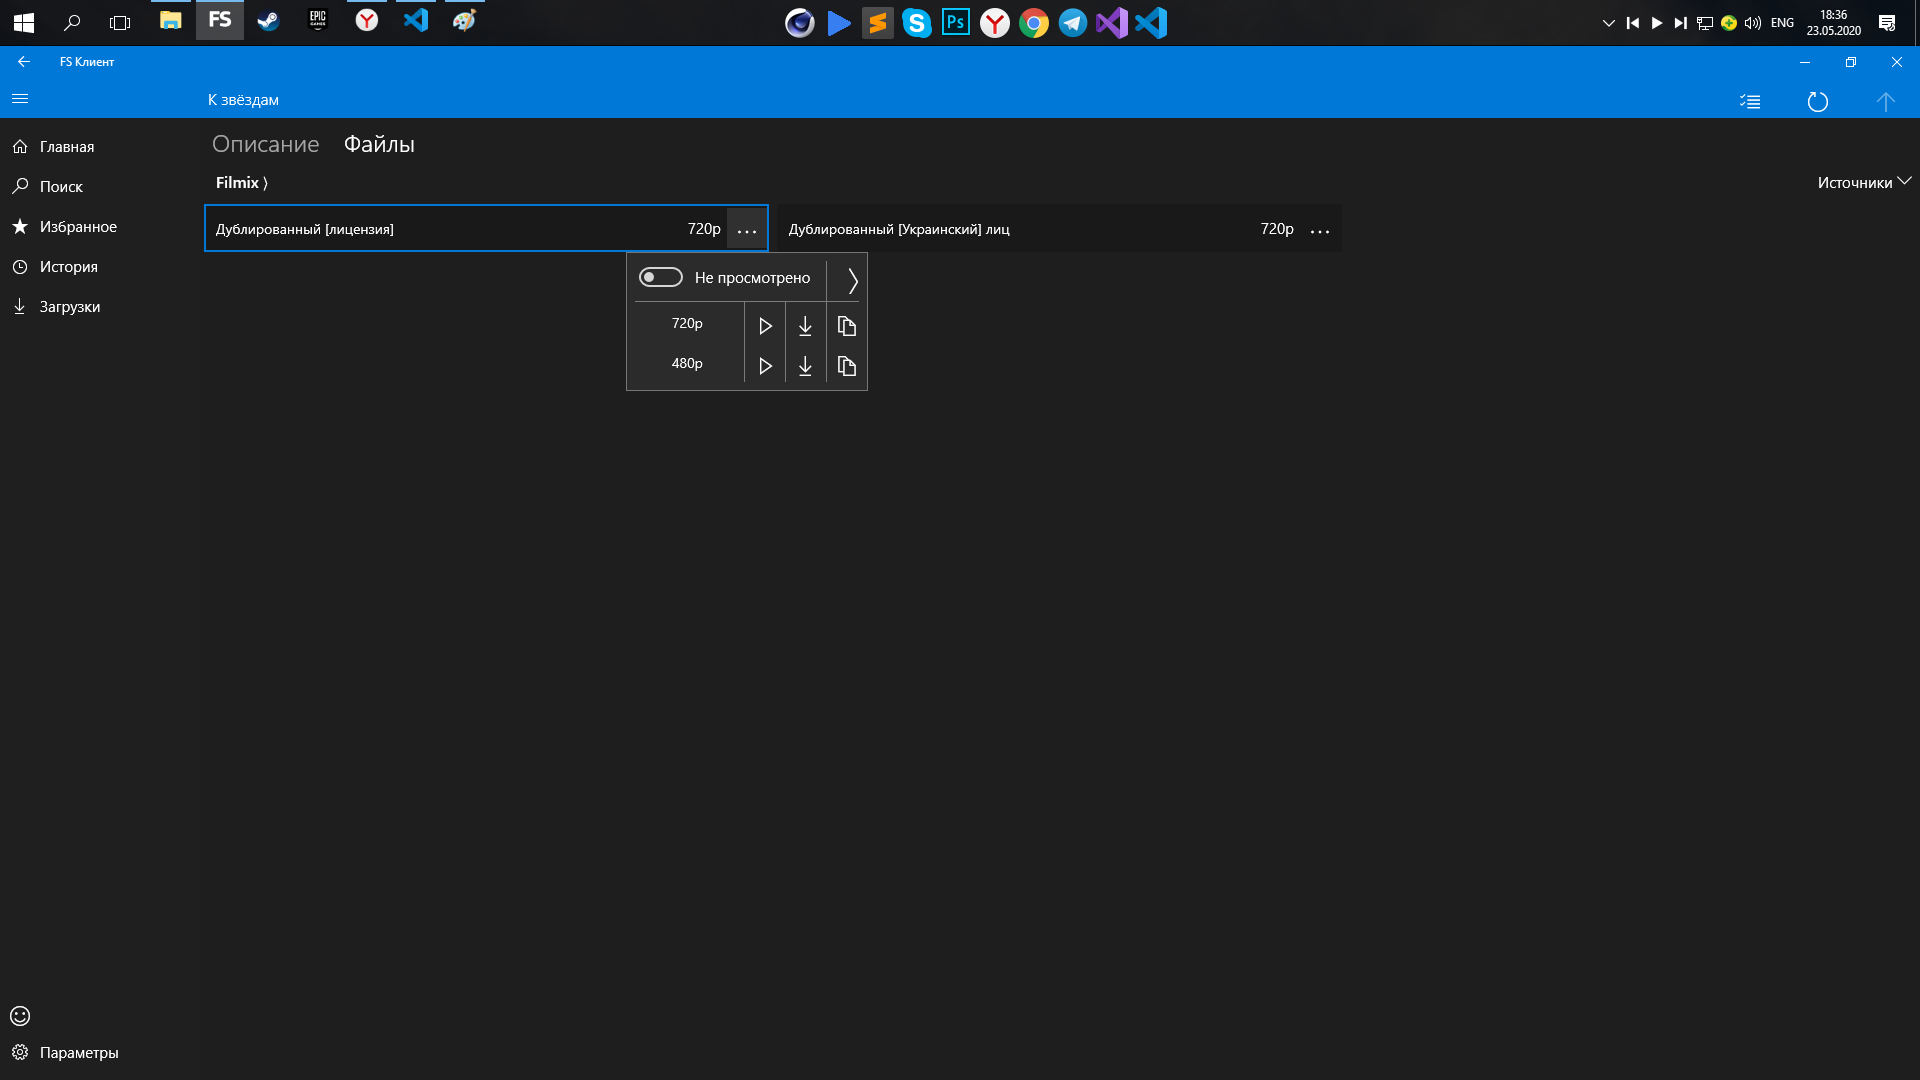 FS
EPIC
GAMES
S
Ps
ENG
18:36
23.05.2020
FS Клиент
К звёздам
Главная
Поиск
Избранное
История
Загрузки
Описание Файлы
Filmix ⟩
Источники
Дублированный [лицензия] 720p ...
Дублированный [Украинский] лиц 720p ...
Не просмотрено
720p
480p
Параметры